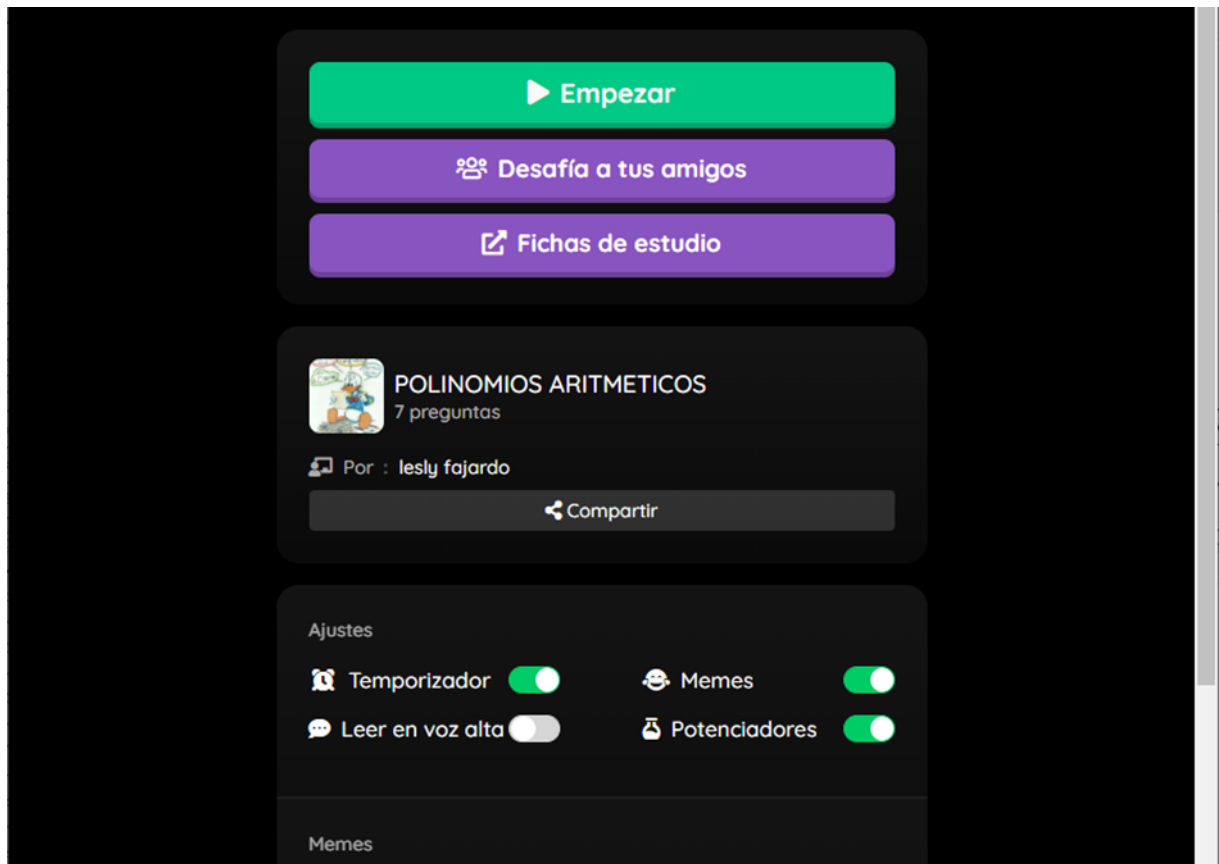 Empezar
Desafía a tus amigos
Fichas de estudio
POLINOMIOS ARITMETICOS
7 preguntas
Por : lesly fajardo
Compartir
Ajustes
Temporizador
Memes
Leer en voz alta
Potenciadores
Memes